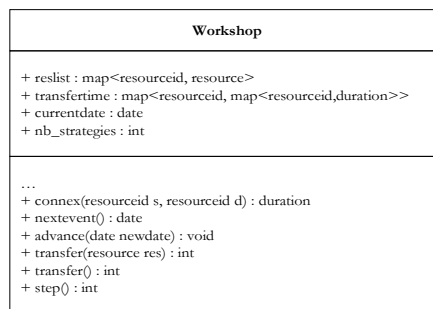 Workshop
+ reslist : map<resourceid, resource>
+ transfertime : map<resourceid, map<resourceid,duration>>
+ currentdate : date
+ nb_strategies : int
…
+ connex(resourceid s, resourceid d) : duration
+ nextevent() : date
+ advance(date newdate) : void
+ transfer(resource res) : int
+ transfer() : int
+ step() : int